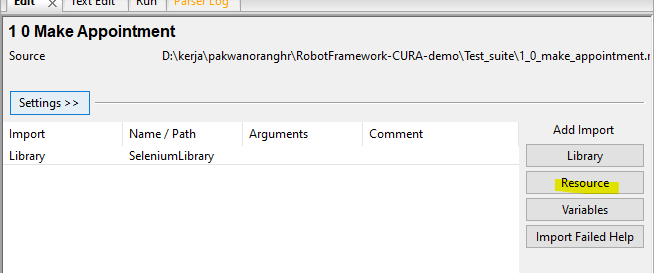 Edit Text Edit Run Parser Log
1 0 Make Appointment
Source D:\kerja\pakwanoranghr\RobotFramework-CURA-demo\Test_suite\1_0_make_appointment.r
Settings >>
Import Name / Path Arguments Comment Add Import
Library SeleniumLibrary Library
Resource
Variables
Import Failed Help